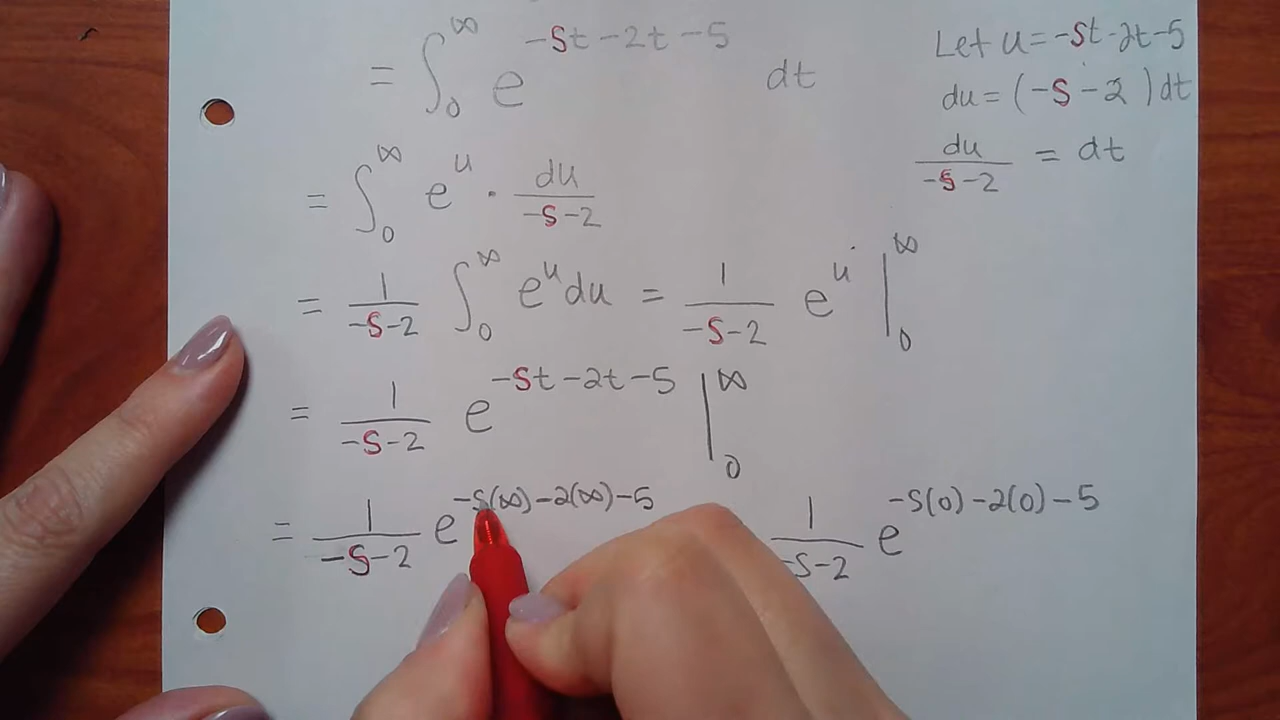 = ∫₀^∞ e^(-st-2t-5) dt
Let u = -st-2t-5
du = (-s-2)dt
du/(-s-2) = dt
= ∫₀^∞ e^u · du/(-s-2)
= 1/(-s-2) ∫₀^∞ e^u du = 1/(-s-2) e^u |₀^∞
= 1/(-s-2) e^(-st-2t-5) |₀^∞
= 1/(-s-2) e^(-s(∞)-2(∞)-5) 1/(-s-2) e^(-s(0)-2(0)-5)